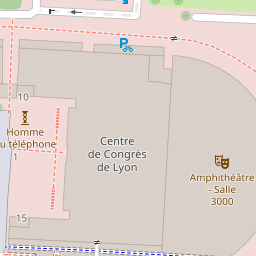 P
10
Homme
u téléphone
1
Centre
de Congrès
de Lyon
Amphithéâtre
- Salle
3000
15